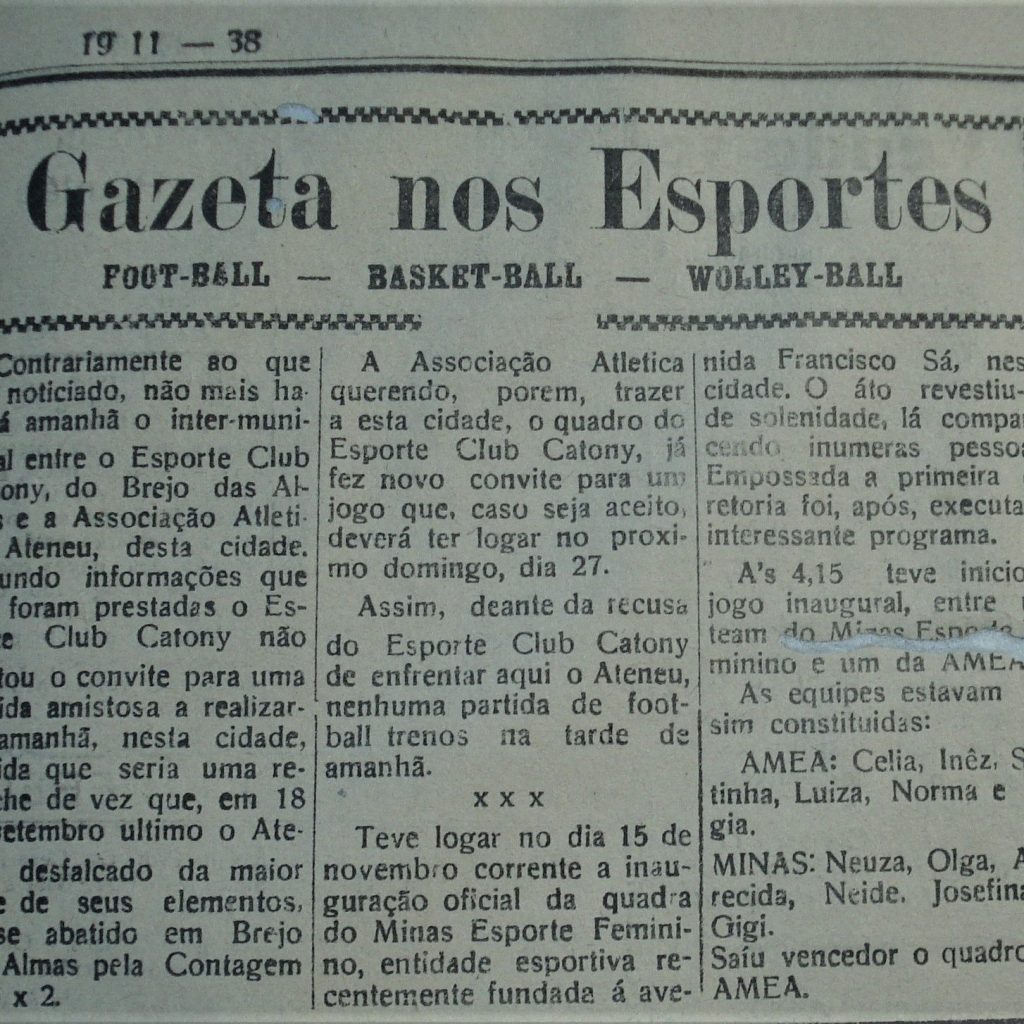 19 11 — 38
Gazeta nos Esportes
FOOT-BALL — BASKET-BALL — WOLLEY-BALL
Contrariamente ao que
noticiado, não mais ha-
á amanhã o inter-muni-
al entre o Esporte Club
ony, do Brejo das Al-
s e a Associação Atleti-
Ateneu, desta cidade.
undo informações que
foram prestadas o Es-
e Club Catony não
tou o convite para uma
ida amistosa a realizar-
amanhã, nesta cidade,
ida que seria uma re-
che de vez que, em 18
setembro ultimo o Ate-
desfalcado da maior
e de seus elementos,
se abatido em Brejo
Almas pela Contagem
x 2.
A Associação Atletica
querendo, porem, trazer
a esta cidade, o quadro do
Esporte Club Catony, já
fez novo convite para um
jogo que, caso seja aceito,
deverá ter logar no proxi-
mo domingo, dia 27.
Assim, deante da recusa
do Esporte Club Catony
de enfrentar aqui o Ateneu,
nenhuma partida de foot-
ball trenos na tarde de
amanhã.
x x x
Teve logar no dia 15 de
novembro corrente a inau-
guração oficial da quadra
do Minas Esporte Femini-
no, entidade esportiva re-
centemente fundada á ave-
nida Francisco Sá, nes
cidade. O áto revestiu-
de solenidade, lá compa
cendo inumeras pessoa
Empossada a primeira
retoria foi, após, executa
interessante programa.
A's 4,15 teve inicio
jogo inaugural, entre
team do Minas Esporte
minino e um da AMEA
As equipes estavam
sim constituidas:
AMEA: Celia, Inêz, S
tinha, Luiza, Norma e
gia.
MINAS: Neuza, Olga, A
recida, Neide. Josefina
Gigi.
Saiu vencedor o quadro
AMEA.